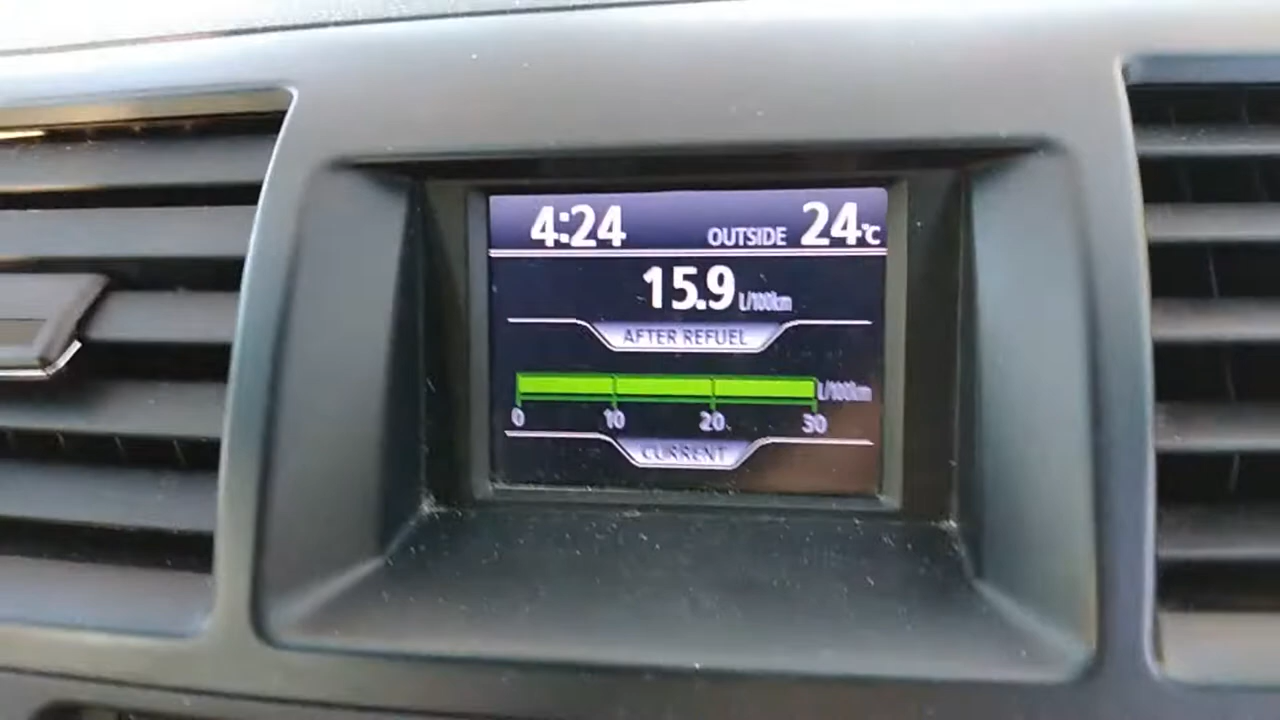 4:24 OUTSIDE 24°C
15.9 L/100km
AFTER REFUEL
L/100km
0 10 20 30
CURRENT